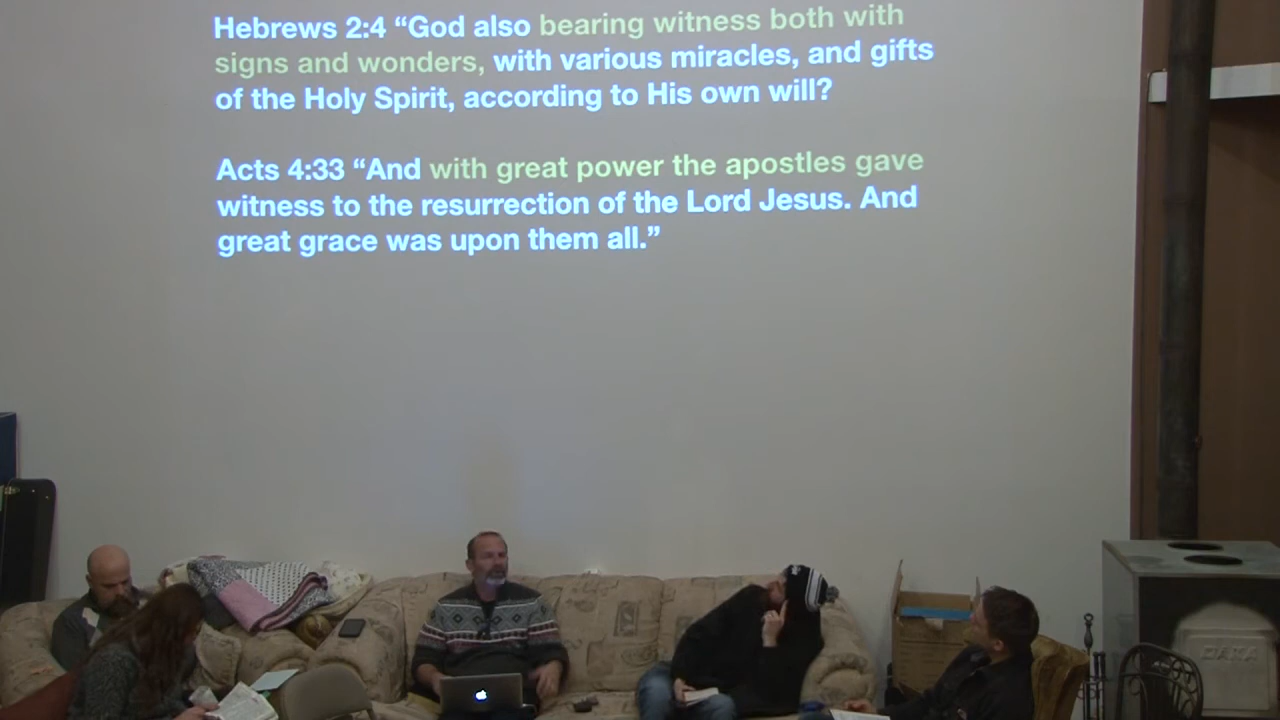 Hebrews 2:4 “God also bearing witness both with
signs and wonders, with various miracles, and gifts
of the Holy Spirit, according to His own will?
Acts 4:33 “And with great power the apostles gave
witness to the resurrection of the Lord Jesus. And
great grace was upon them all.”